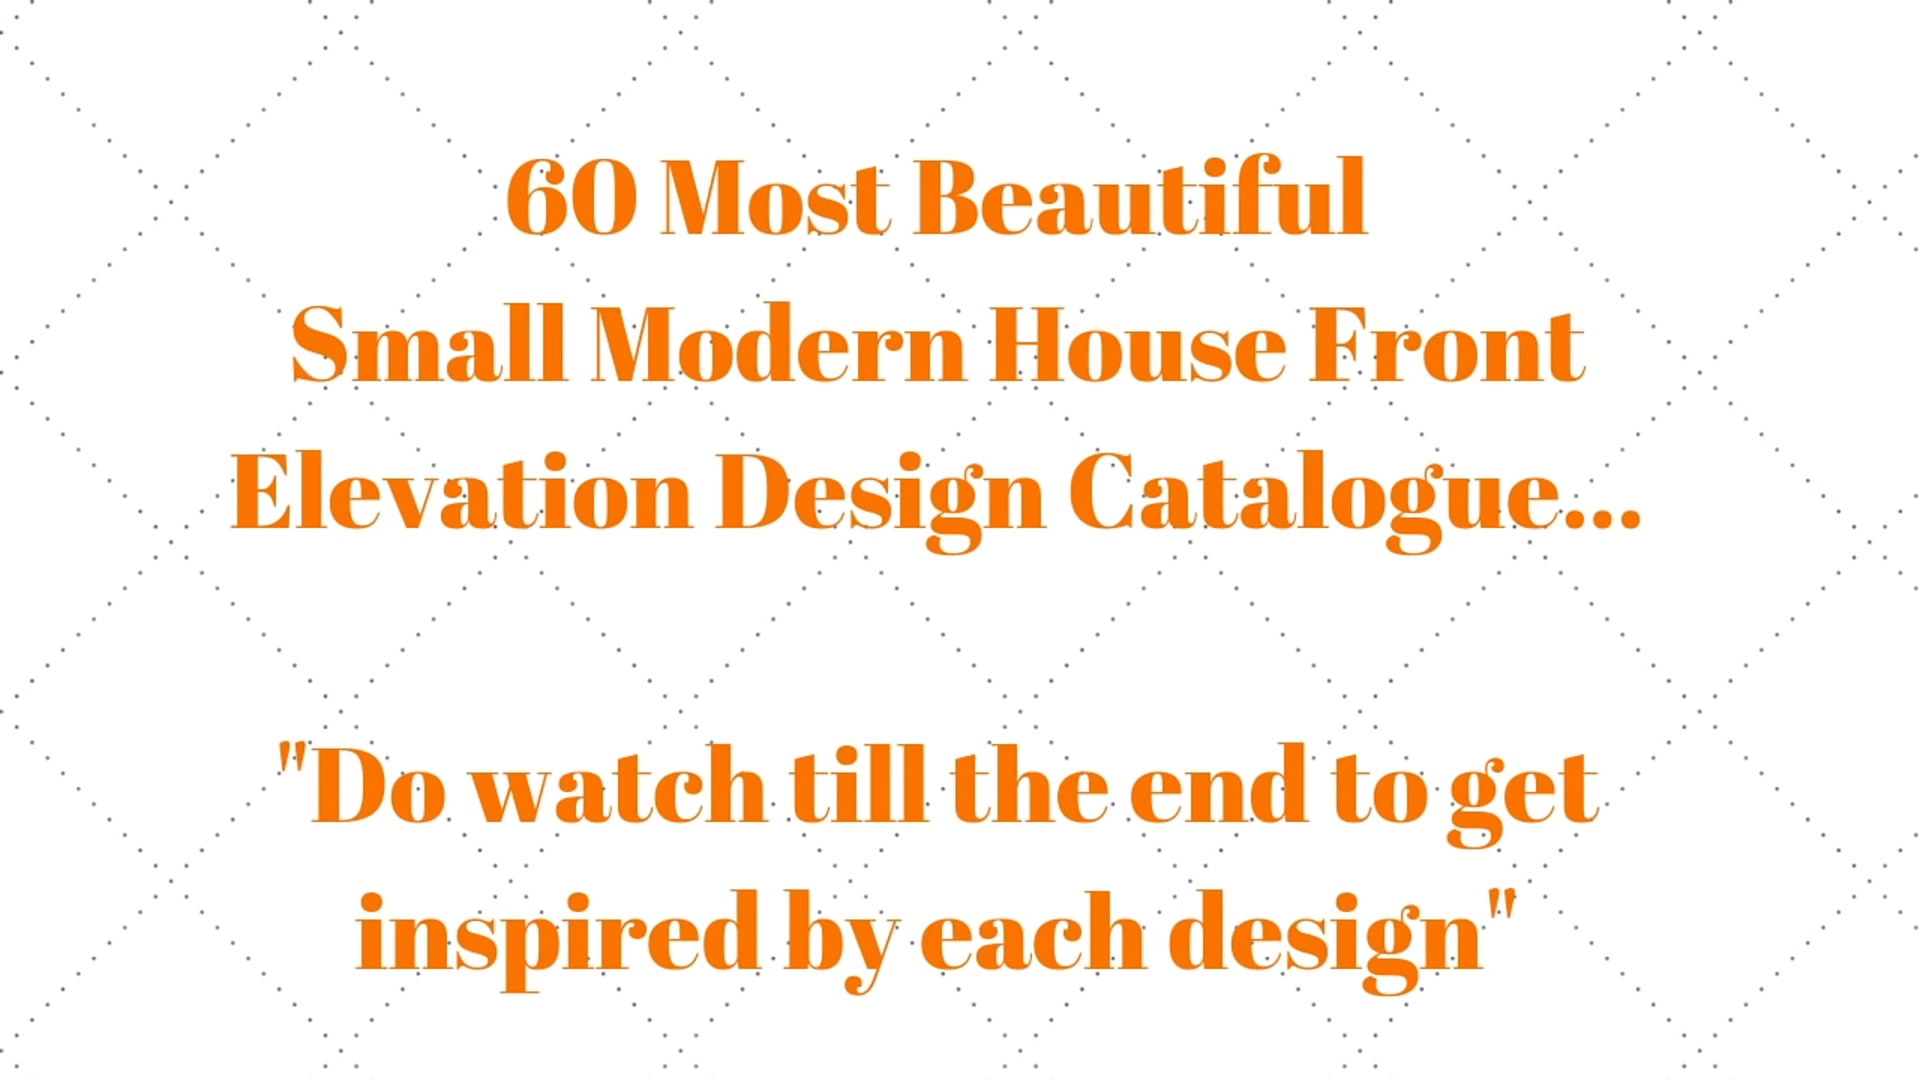 60 Most Beautiful
Small Modern House Front
Elevation Design Catalogue...
"Do watch till the end to get
inspired by each design"